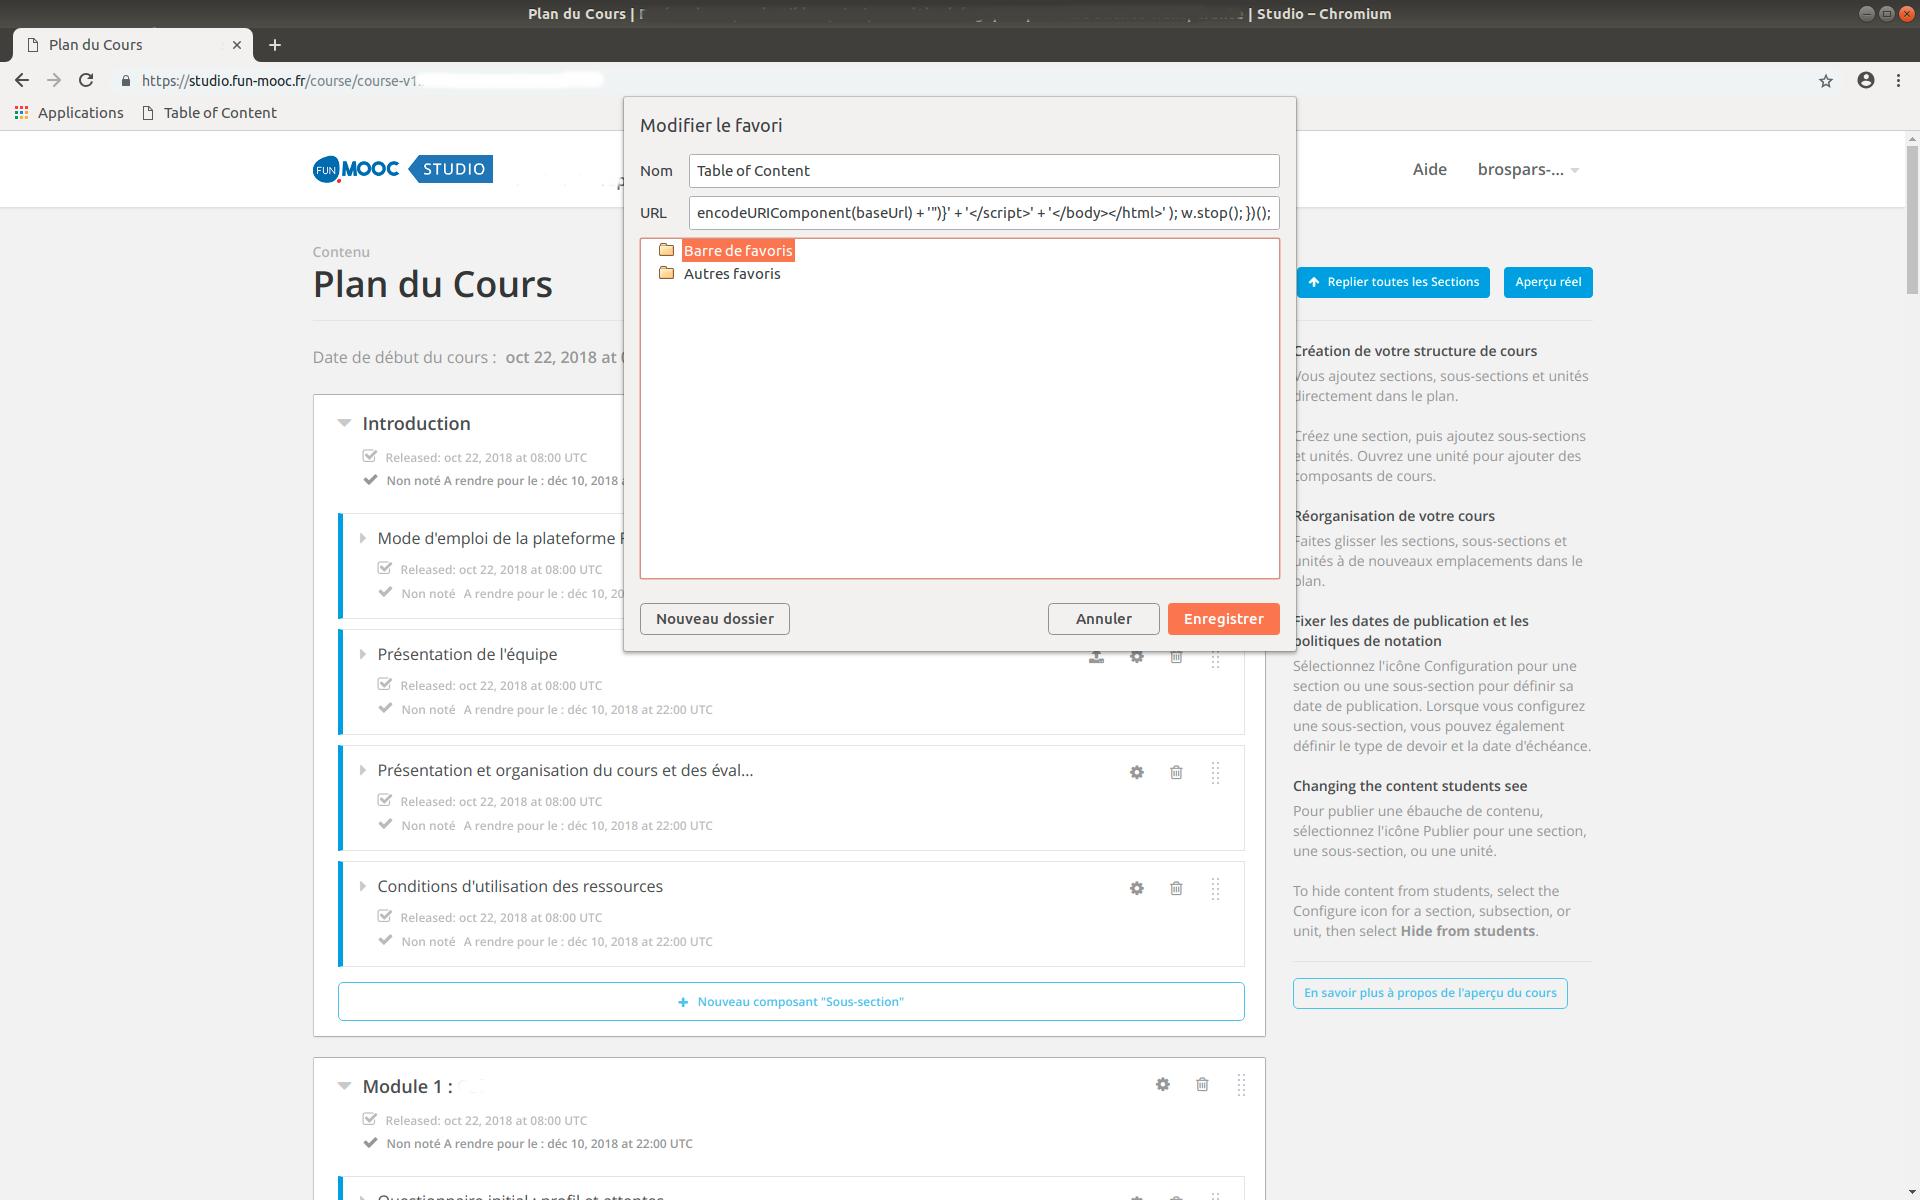 Plan du Cours |
| Studio – Chromium
Plan du Cours
https://studio.fun-mooc.fr/course/course-v1.
Applications
Table of Content
FUN MOOC STUDIO
Aide
brospars-...
Modifier le favori
Nom
Table of Content
URL
encodeURIComponent(baseUrl) + '")}' + '</script>' + '</body></html>' ); w.stop(); })();
Barre de favoris
Autres favoris
Nouveau dossier
Annuler
Enregistrer
Contenu
Plan du Cours
Replier toutes les Sections
Aperçu réel
Date de début du cours : oct 22, 2018 at
Introduction
Released: oct 22, 2018 at 08:00 UTC
Non noté A rendre pour le : déc 10, 2018
Mode d'emploi de la plateforme
Released: oct 22, 2018 at 08:00 UTC
Non noté A rendre pour le : déc 10, 20
Présentation de l'équipe
Released: oct 22, 2018 at 08:00 UTC
Non noté A rendre pour le : déc 10, 2018 at 22:00 UTC
Présentation et organisation du cours et des éval...
Released: oct 22, 2018 at 08:00 UTC
Non noté A rendre pour le : déc 10, 2018 at 22:00 UTC
Conditions d'utilisation des ressources
Released: oct 22, 2018 at 08:00 UTC
Non noté A rendre pour le : déc 10, 2018 at 22:00 UTC
Nouveau composant "Sous-section"
Module 1 :
Released: oct 22, 2018 at 08:00 UTC
Non noté A rendre pour le : déc 10, 2018 at 22:00 UTC
Questionnaire initial : profil et attentes
Création de votre structure de cours
Vous ajoutez sections, sous-sections et unités
directement dans le plan.
Créez une section, puis ajoutez sous-sections
et unités. Ouvrez une unité pour ajouter des
composants de cours.
Réorganisation de votre cours
Faites glisser les sections, sous-sections et
unités à de nouveaux emplacements dans le
plan.
Fixer les dates de publication et les
politiques de notation
Sélectionnez l'icône Configuration pour une
section ou une sous-section pour définir sa
date de publication. Lorsque vous configurez
une sous-section, vous pouvez également
définir le type de devoir et la date d'échéance.
Changing the content students see
Pour publier une ébauche de contenu,
sélectionnez l'icône Publier pour une section,
une sous-section, ou une unité.
To hide content from students, select the
Configure icon for a section, subsection, or
unit, then select Hide from students.
En savoir plus à propos de l'aperçu du cours